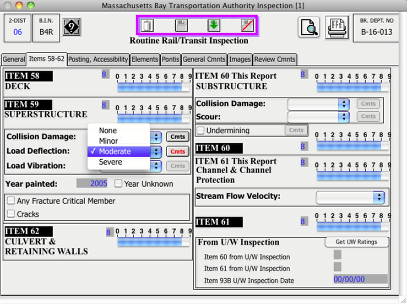 Massachusetts Bay Transportation Authority Inspection [1]
2-DIST
06
B.I.N.
B4R
Routine Rail/Transit Inspection
BR. DEPT. NO
B-16-013
General Items 58-62 Posting, Accessibility Elements Pontis General Cmnts Images Review Cmnts
ITEM 58 8 0 1 2 3 4 5 6 7 8 9
DECK
ITEM 59 8 0 1 2 3 4 5 6 7 8 9
SUPERSTRUCTURE
Collision Damage: Cmts
Load Deflection: Cmts
Load Vibration: Cmts
None
Minor
✓ Moderate
Severe
Year painted: 2005 Year Unknown
Any Fracture Critical Member
Cracks
ITEM 62 8 0 1 2 3 4 5 6 7 8 9
CULVERT &
RETAINING WALLS
ITEM 60 This Report 8 0 1 2 3 4 5 6 7 8 9
SUBSTRUCTURE
Collision Damage: Cmts
Scour: Cmts
Undermining Cmts
ITEM 60 8 0 1 2 3 4 5 6 7 8 9
ITEM 61 This Report 8 0 1 2 3 4 5 6 7 8 9
Channel & Channel
Protection
Stream Flow Velocity:
ITEM 61 8 0 1 2 3 4 5 6 7 8 9
From U/W Inspection Get UW Ratings
Item 60 from U/W Inspection
Item 61 from U/W Inspection
Item 93B U/W Inspection Date 00/00/00